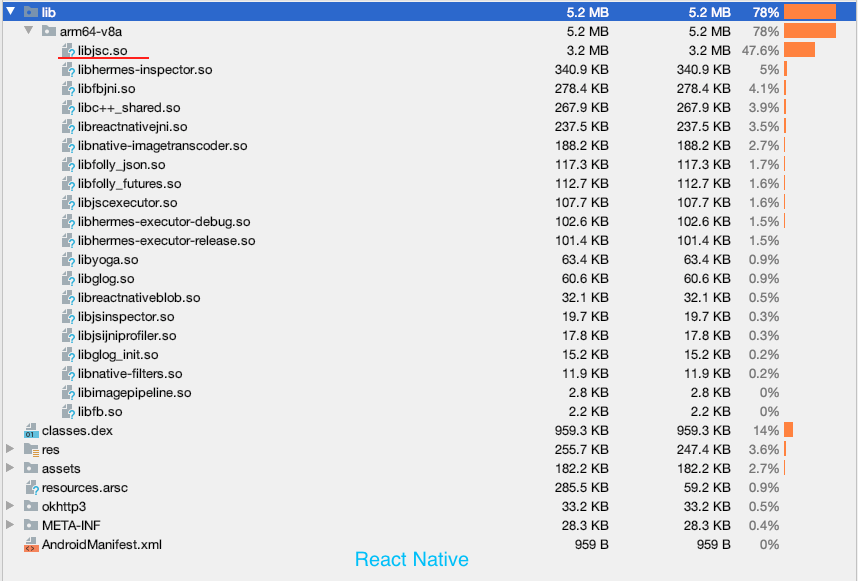 lib 5.2 MB 5.2 MB 78%
arm64-v8a 5.2 MB 5.2 MB 78%
libjsc.so 3.2 MB 3.2 MB 47.6%
libhermes-inspector.so 340.9 KB 340.9 KB 5%
libfbjni.so 278.4 KB 278.4 KB 4.1%
libc++_shared.so 267.9 KB 267.9 KB 3.9%
libreactnativejni.so 237.5 KB 237.5 KB 3.5%
libnative-imagetranscoder.so 188.2 KB 188.2 KB 2.7%
libfolly_json.so 117.3 KB 117.3 KB 1.7%
libfolly_futures.so 112.7 KB 112.7 KB 1.6%
libjscexecutor.so 107.7 KB 107.7 KB 1.6%
libhermes-executor-debug.so 102.6 KB 102.6 KB 1.5%
libhermes-executor-release.so 101.4 KB 101.4 KB 1.5%
libyoga.so 63.4 KB 63.4 KB 0.9%
libglog.so 60.6 KB 60.6 KB 0.9%
libreactnativeblob.so 32.1 KB 32.1 KB 0.5%
libjsinspector.so 19.7 KB 19.7 KB 0.3%
libjsijniprofiler.so 17.8 KB 17.8 KB 0.3%
libglog_init.so 15.2 KB 15.2 KB 0.2%
libnative-filters.so 11.9 KB 11.9 KB 0.2%
libimagepipeline.so 2.8 KB 2.8 KB 0%
libfb.so 2.2 KB 2.2 KB 0%
classes.dex 959.3 KB 959.3 KB 14%
res 255.7 KB 247.4 KB 3.6%
assets 182.2 KB 182.2 KB 2.7%
resources.arsc 285.5 KB 59.2 KB 0.9%
okhttp3 33.2 KB 33.2 KB 0.5%
META-INF 28.3 KB 28.3 KB 0.4%
AndroidManifest.xml 959 B 959 B 0%
React Native